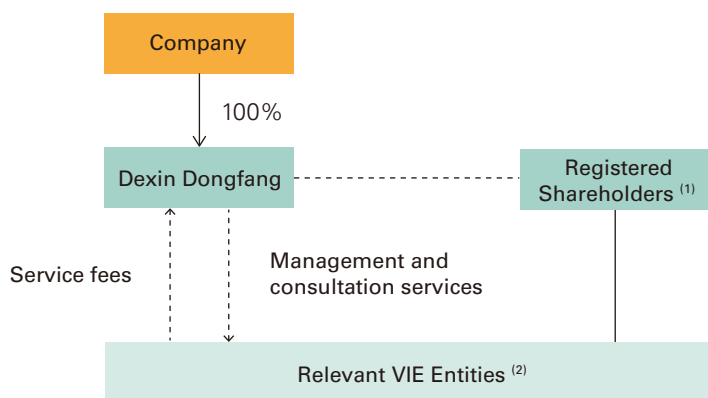 Company
100%
Dexin Dongfang
Registered
Shareholders (1)
Service fees
Management and
consultation services
Relevant VIE Entities (2)